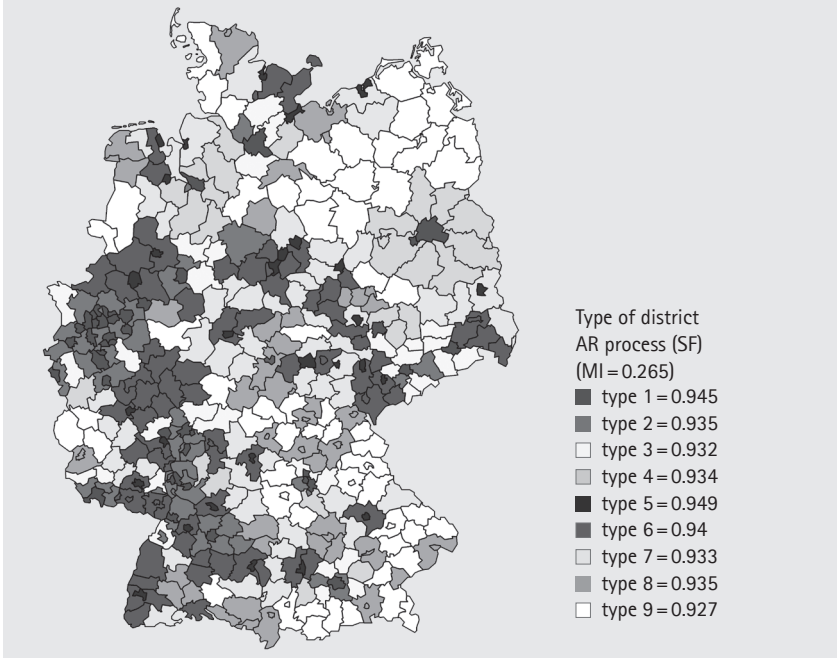 Type of district
AR process (SF)
(MI = 0.265)
type 1 = 0.945
type 2 = 0.935
type 3 = 0.932
type 4 = 0.934
type 5 = 0.949
type 6 = 0.94
type 7 = 0.933
type 8 = 0.935
type 9 = 0.927